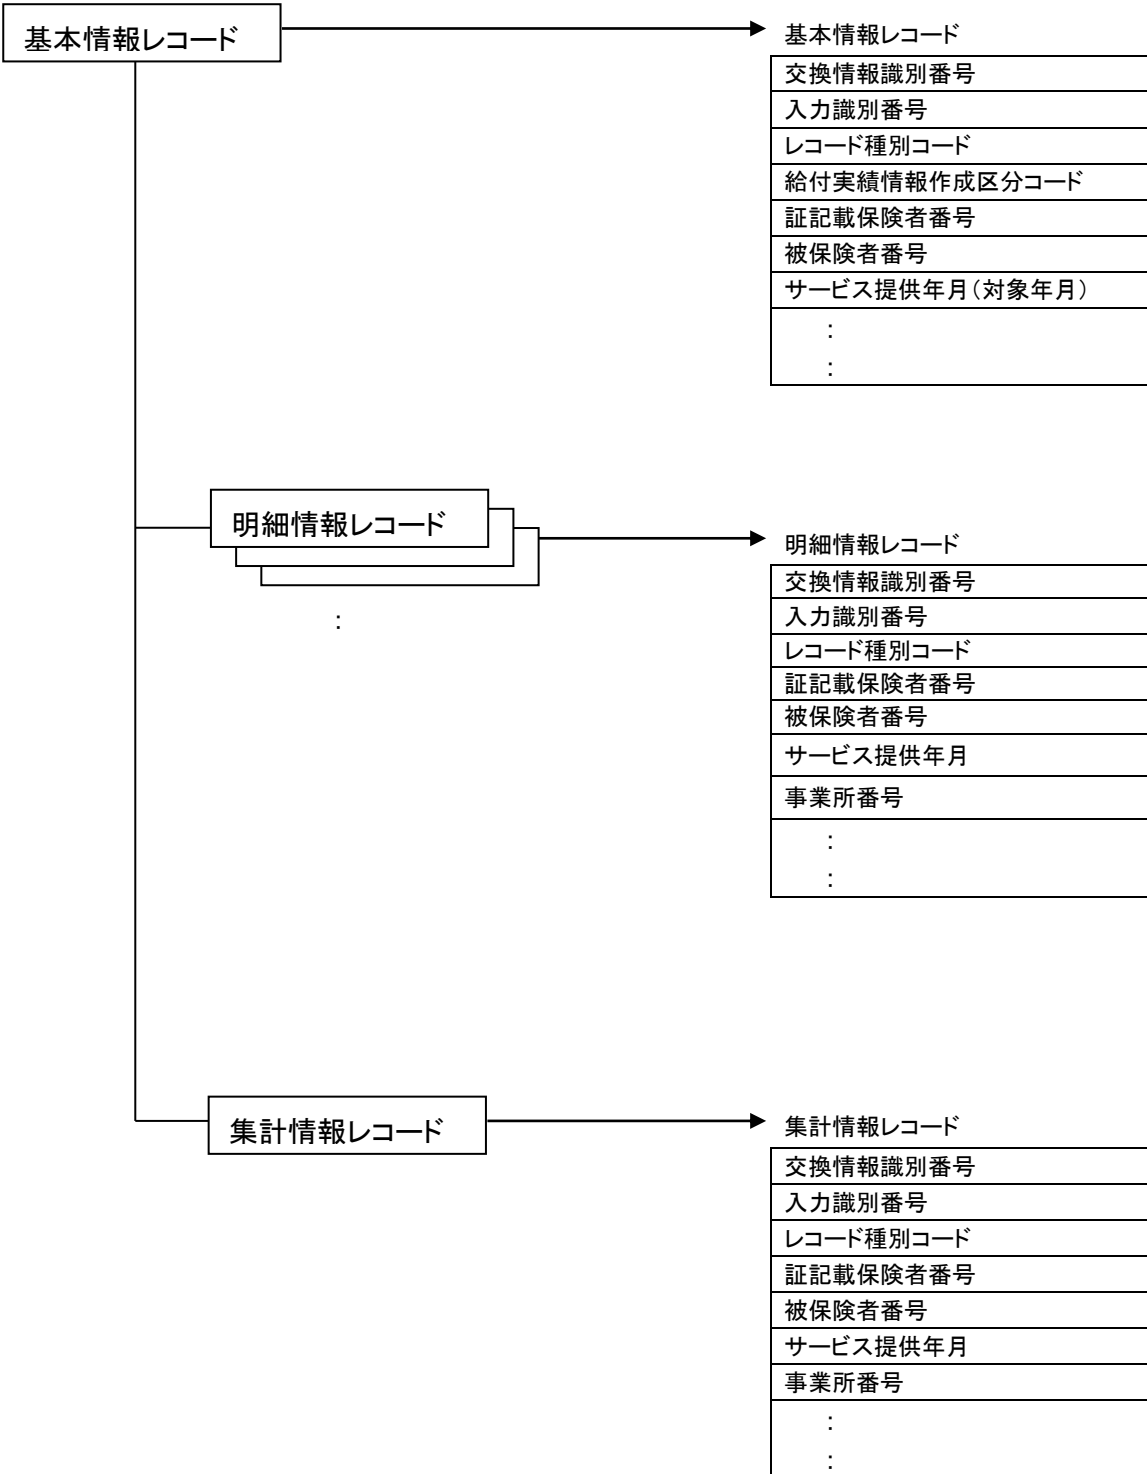 基本情報レコード
基本情報レコード
交換情報識別番号
入力識別番号
レコード種別コード
給付実績情報作成区分コード
証記載保険者番号
被保険者番号
サービス提供年月(対象年月)
:
:
明細情報レコード
:
明細情報レコード
交換情報識別番号
入力識別番号
レコード種別コード
証記載保険者番号
被保険者番号
サービス提供年月
事業所番号
:
:
集計情報レコード
集計情報レコード
交換情報識別番号
入力識別番号
レコード種別コード
証記載保険者番号
被保険者番号
サービス提供年月
事業所番号
:
: